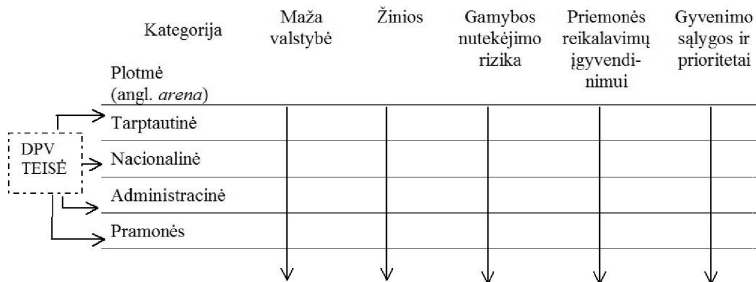 Kategorija
Maža
valstybė
Žinios
Gamybos
nutekėjimo
rizika
Priemonės
reikalavimų
įgyvendi-
nimui
Gyvenimo
sąlygos ir
prioritetai
Plotmė
(angl. arena)
DPV
TEISĖ
Tarptautinė
Nacionalinė
Administracinė
Pramonės